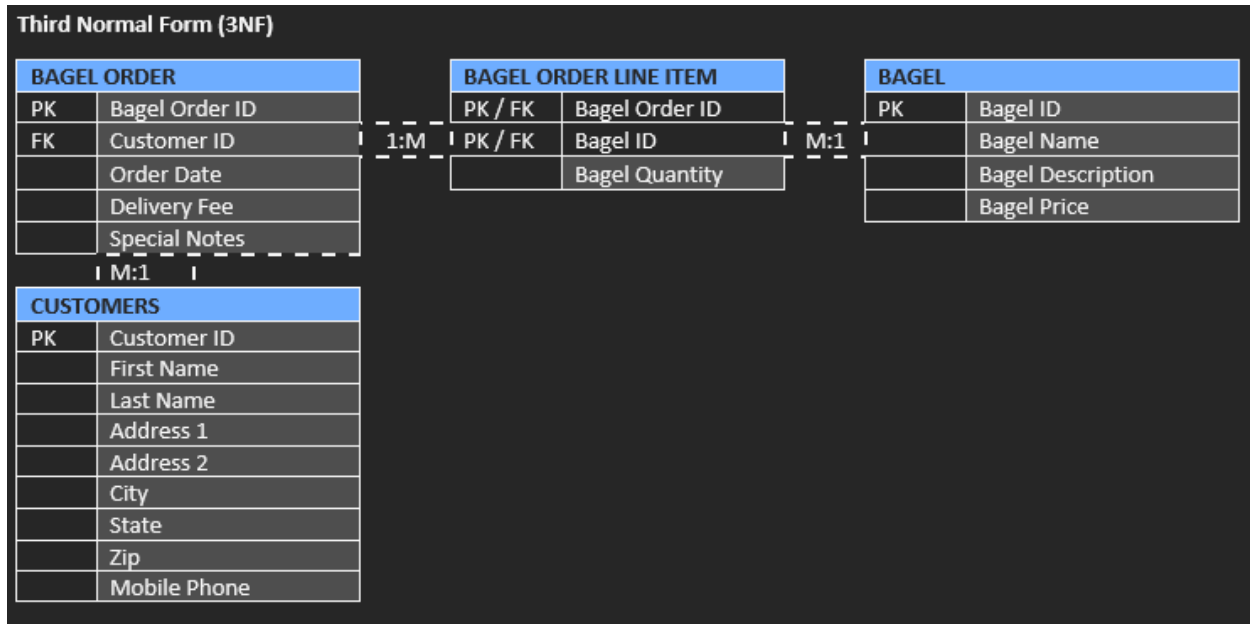 Third Normal Form (3NF)
BAGEL ORDER
PK Bagel Order ID
FK Customer ID
Order Date
Delivery Fee
Special Notes
1:M
BAGEL ORDER LINE ITEM
PK / FK Bagel Order ID
PK / FK Bagel ID
Bagel Quantity
M:1
BAGEL
PK Bagel ID
Bagel Name
Bagel Description
Bagel Price
M:1
CUSTOMERS
PK Customer ID
First Name
Last Name
Address 1
Address 2
City
State
Zip
Mobile Phone